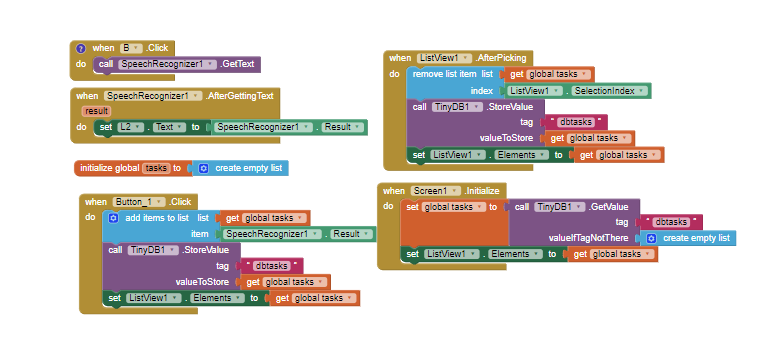 when B .Click
do call SpeechRecognizer1 .GetText
when SpeechRecognizer1 .AfterGettingText
result
do set L2 . Text to SpeechRecognizer1 . Result
initialize global tasks to create empty list
when Button_1 .Click
do add items to list list get global tasks
item SpeechRecognizer1 . Result
call TinyDB1 .StoreValue
tag " dbtasks "
valueToStore get global tasks
set ListView1 . Elements to get global tasks
when ListView1 .AfterPicking
do remove list item list get global tasks
index ListView1 . SelectionIndex
call TinyDB1 .StoreValue
tag " dbtasks "
valueToStore get global tasks
set ListView1 . Elements to get global tasks
when Screen1 .Initialize
do set global tasks to call TinyDB1 .GetValue
tag " dbtasks "
valueIfTagNotThere create empty list
set ListView1 . Elements to get global tasks